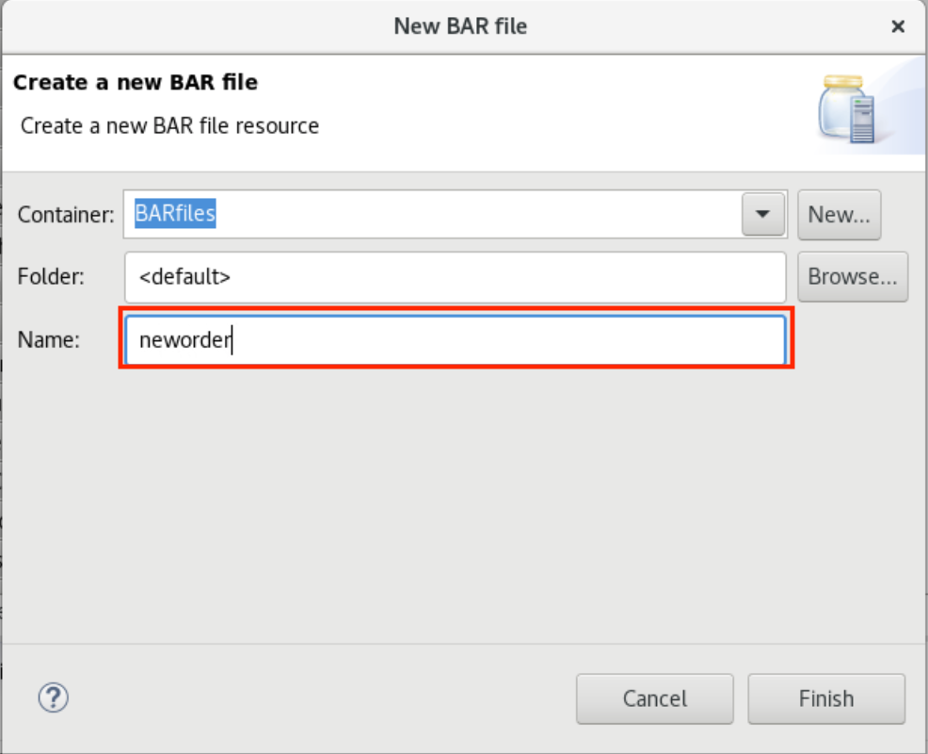 New BAR file
Create a new BAR file
Create a new BAR file resource
Container: BARfiles New...
Folder: <default> Browse...
Name: neworder
? Cancel Finish